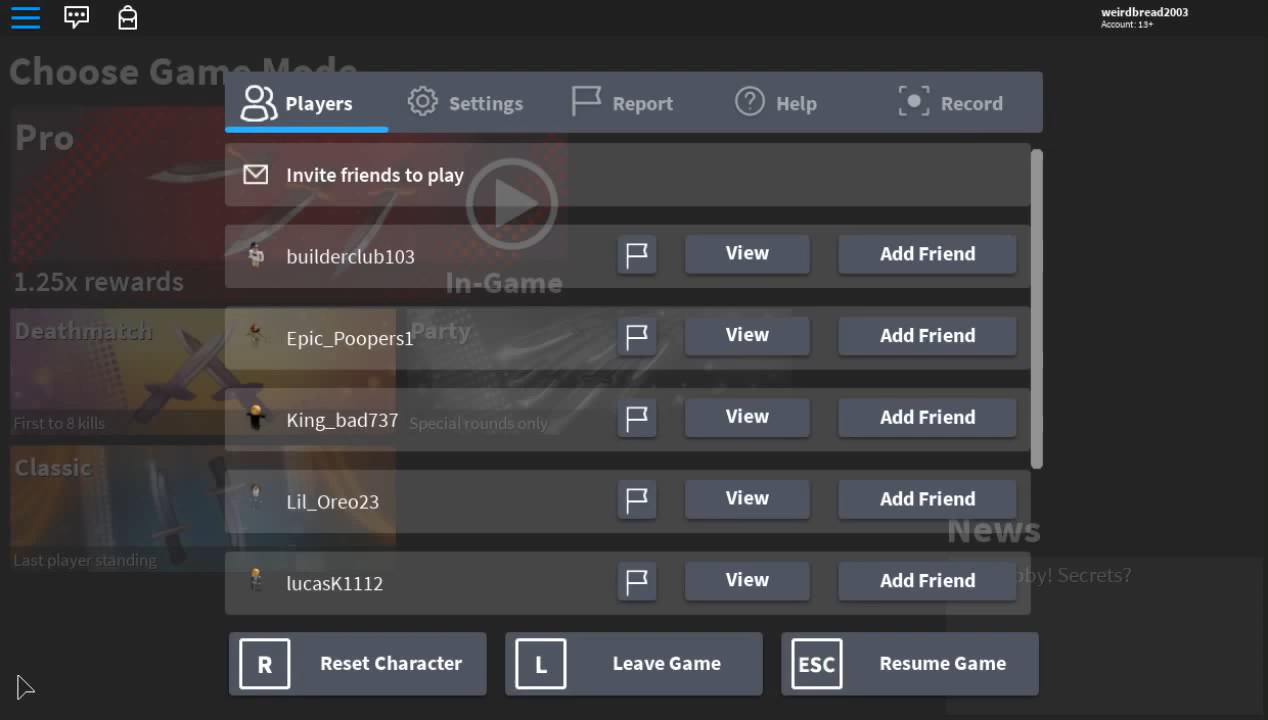 weirdbread2003
Account: 13+
Choose Game Mode
Players
Settings
Report
Help
Record
Pro
Invite friends to play
builderclub103
View
Add Friend
1.25x rewards
In-Game
Deathmatch
Party
Epic_Poopers1
View
Add Friend
First to 8 kills
Special rounds only
King_bad737
View
Add Friend
Classic
Lil_Oreo23
View
Add Friend
News
Last player standing
lucasK1112
View
Add Friend
Secrets?
R
Reset Character
L
Leave Game
ESC
Resume Game